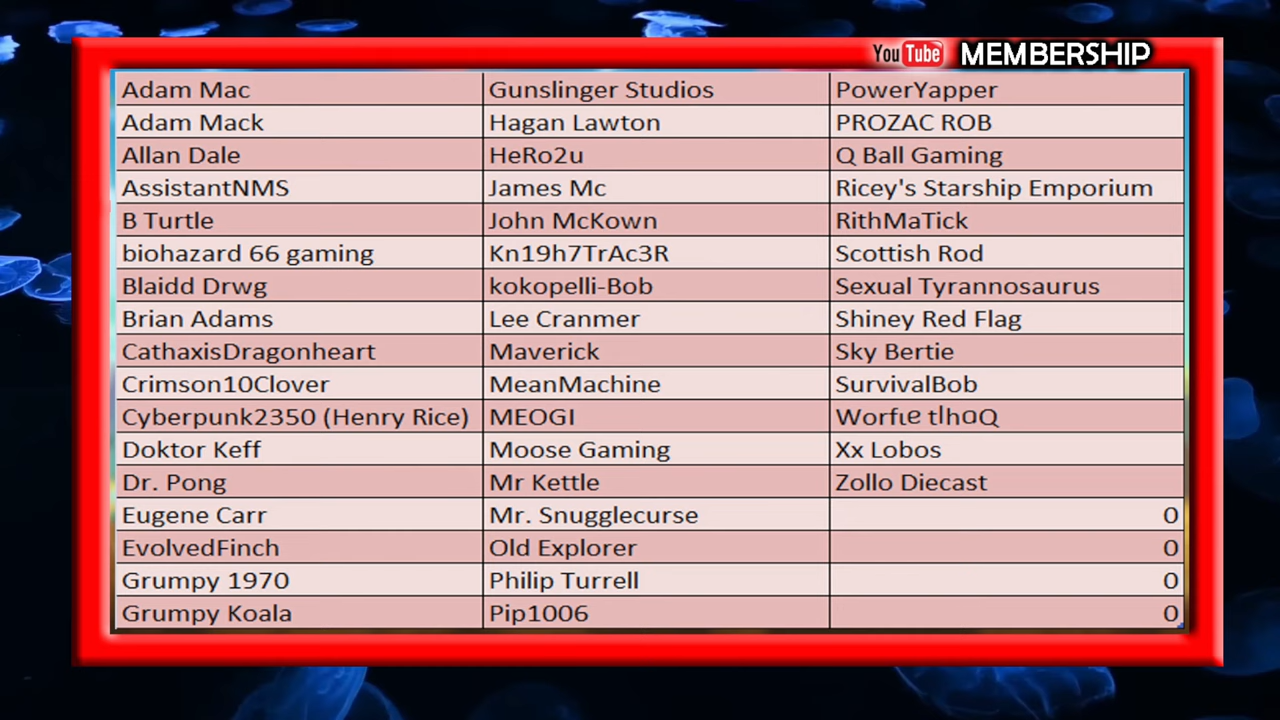 YouTube MEMBERSHIP
Adam Mac Gunslinger Studios PowerYapper
Adam Mack Hagan Lawton PROZAC ROB
Allan Dale HeRo2u Q Ball Gaming
AssistantNMS James Mc Ricey's Starship Emporium
B Turtle John McKown RithMaTick
biohazard 66 gaming Kn19h7TrAc3R Scottish Rod
Blaidd Drwg kokopelli-Bob Sexual Tyrannosaurus
Brian Adams Lee Cranmer Shiney Red Flag
CathaxisDragonheart Maverick Sky Bertie
Crimson10Clover MeanMachine SurvivalBob
Cyberpunk2350 (Henry Rice) MEOGI Worfιe tlhɑQ
Doktor Keff Moose Gaming Xx Lobos
Dr. Pong Mr Kettle Zollo Diecast
Eugene Carr Mr. Snugglecurse 0
EvolvedFinch Old Explorer 0
Grumpy 1970 Philip Turrell 0
Grumpy Koala Pip1006 0